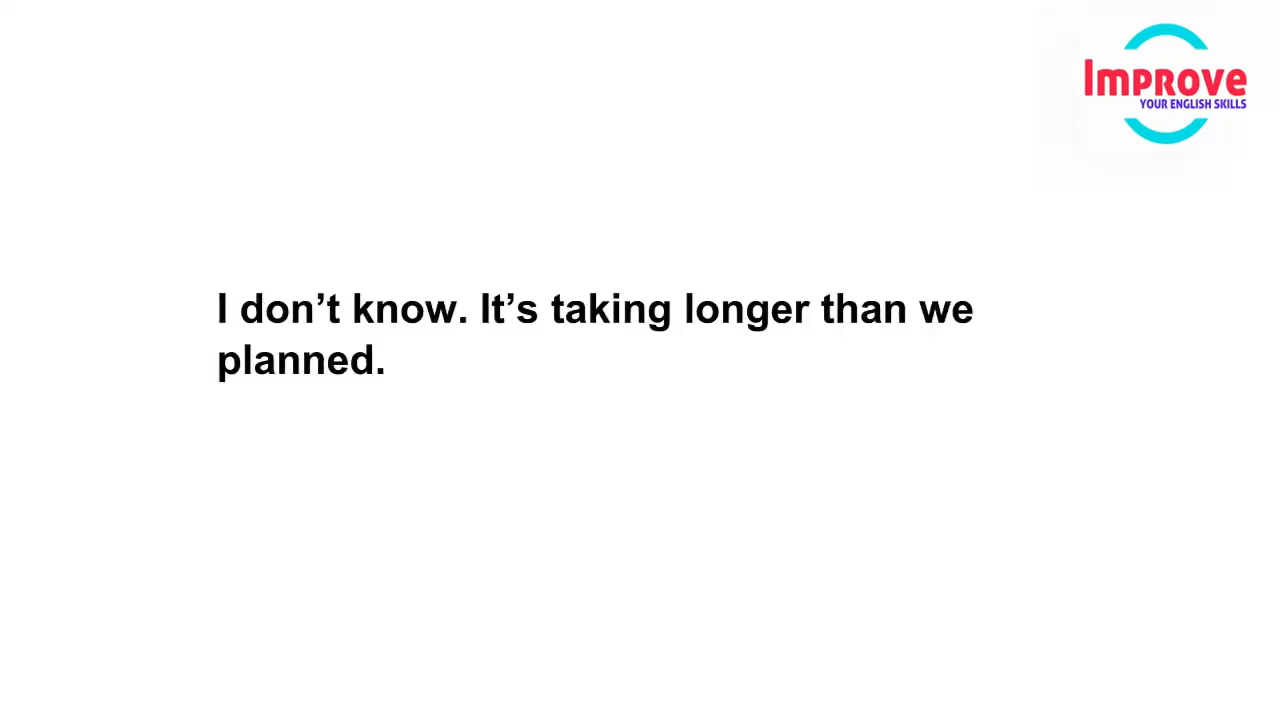 Improve
YOUR ENGLISH SKILLS
I don’t know. It’s taking longer than we
planned.